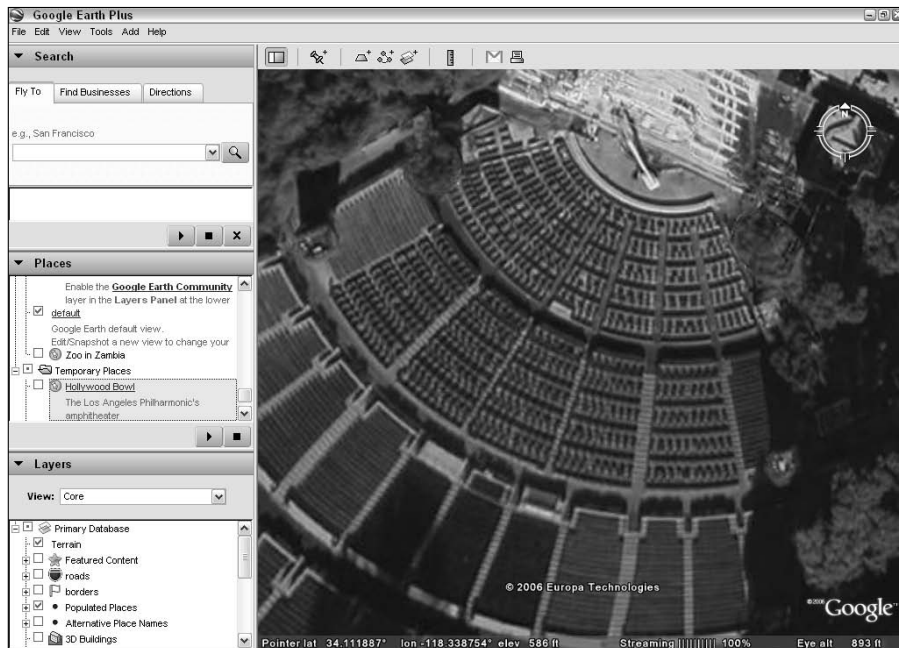 Google Earth Plus
File Edit View Tools Add Help
Search
Fly To Find Businesses Directions
e.g., San Francisco
Places
Enable the Google Earth Community
layer in the Layers Panel at the lower
default
Google Earth default view.
Edit/Snapshot a new view to change your
Zoo in Zambia
Temporary Places
Hollywood Bowl
The Los Angeles Philharmonic's
amphitheater
Layers
View: Core
Primary Database
Terrain
Featured Content
roads
borders
Populated Places
Alternative Place Names
3D Buildings
N
© 2006 Europa Technologies
©2006 Google™
Pointer lat 34.111887° lon -118.338754° elev 586 ft Streaming ||||||||| 100% Eye alt 893 ft